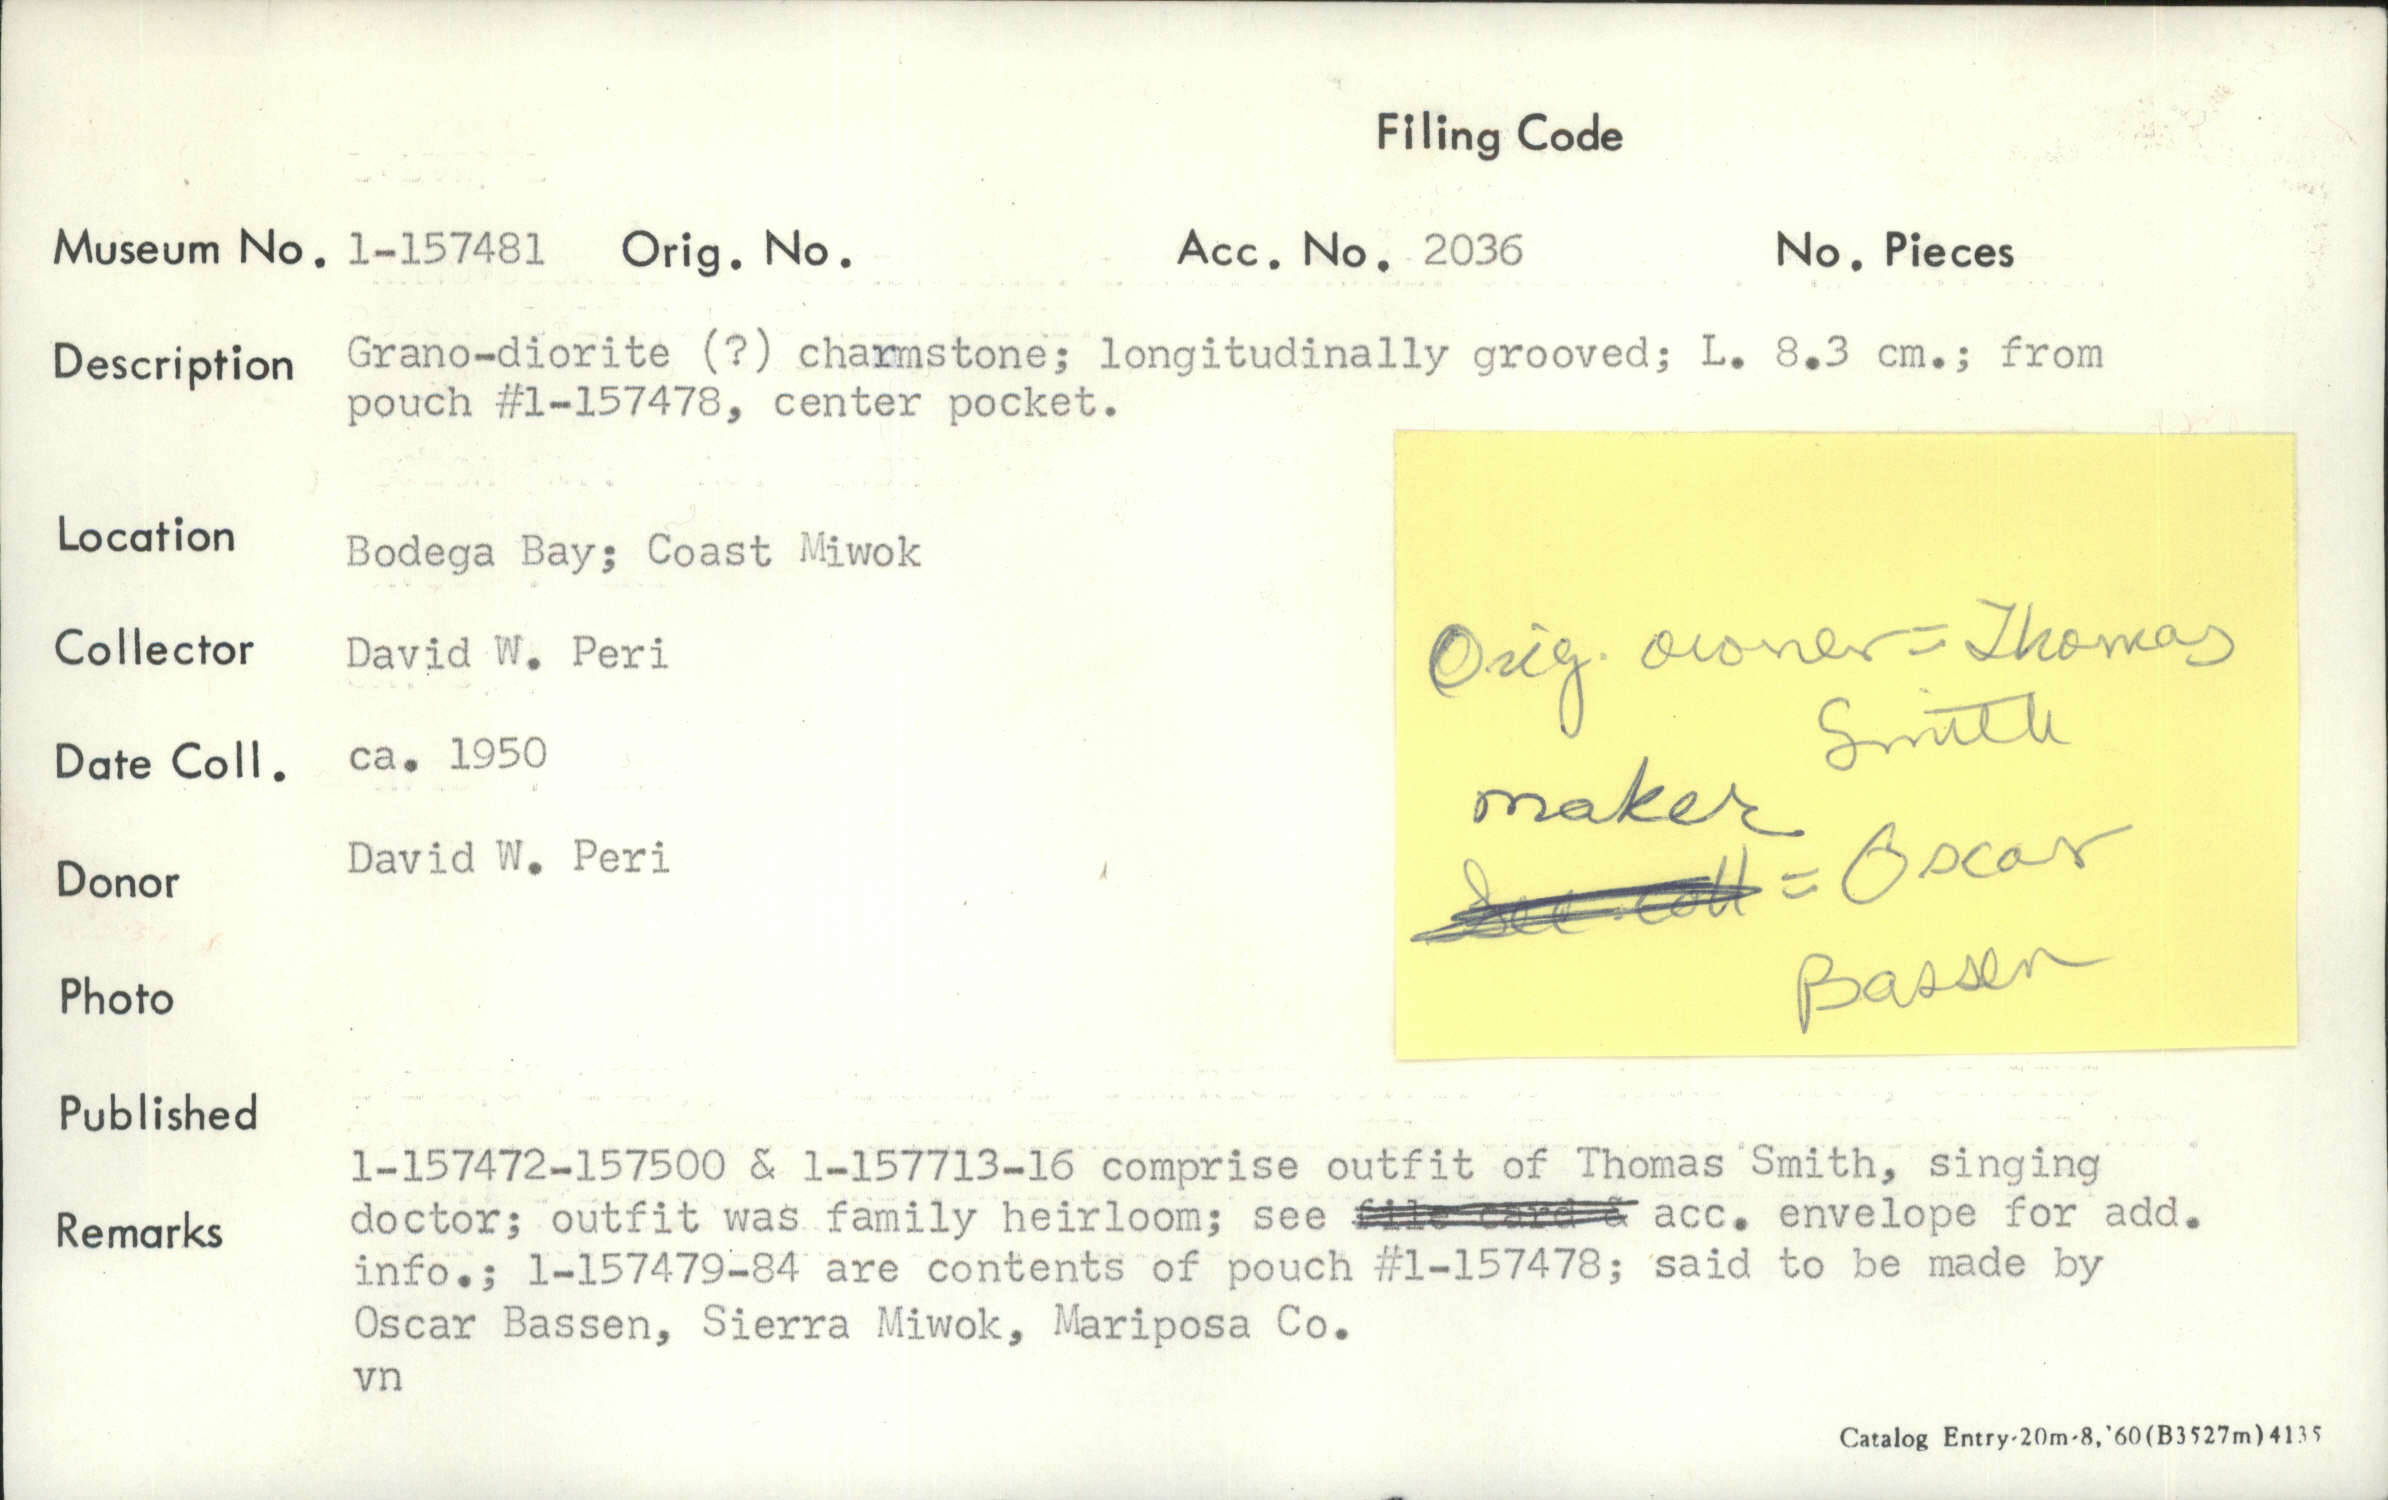 Filing Code
Museum No. 1-157481 Orig. No. Acc. No. 2036 No. Pieces
Description Grano-diorite (?) charmstone; longitudinally grooved; L. 8.3 cm.; from
pouch #1-157478, center pocket.
Location Bodega Bay; Coast Miwok
Collector David W. Peri
Date Coll. ca. 1950
Donor David W. Peri
Photo
Orig. owner = Thomas
Smith
maker
See coll = Oscar
Bassen
Published
1-157472-157500 & 1-157713-16 comprise outfit of Thomas Smith, singing
Remarks doctor; outfit was family heirloom; see file card & acc. envelope for add.
info.; 1-157479-84 are contents of pouch #1-157478; said to be made by
Oscar Bassen, Sierra Miwok, Mariposa Co.
vn
Catalog Entry-20m-8,'60(B3527m)4135